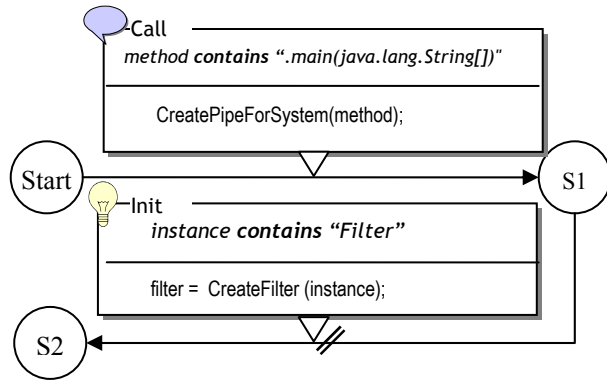 Call
method contains “.main(java.lang.String[])"
CreatePipeForSystem(method);
Start
S1
Init
instance contains “Filter”
filter = CreateFilter (instance);
S2